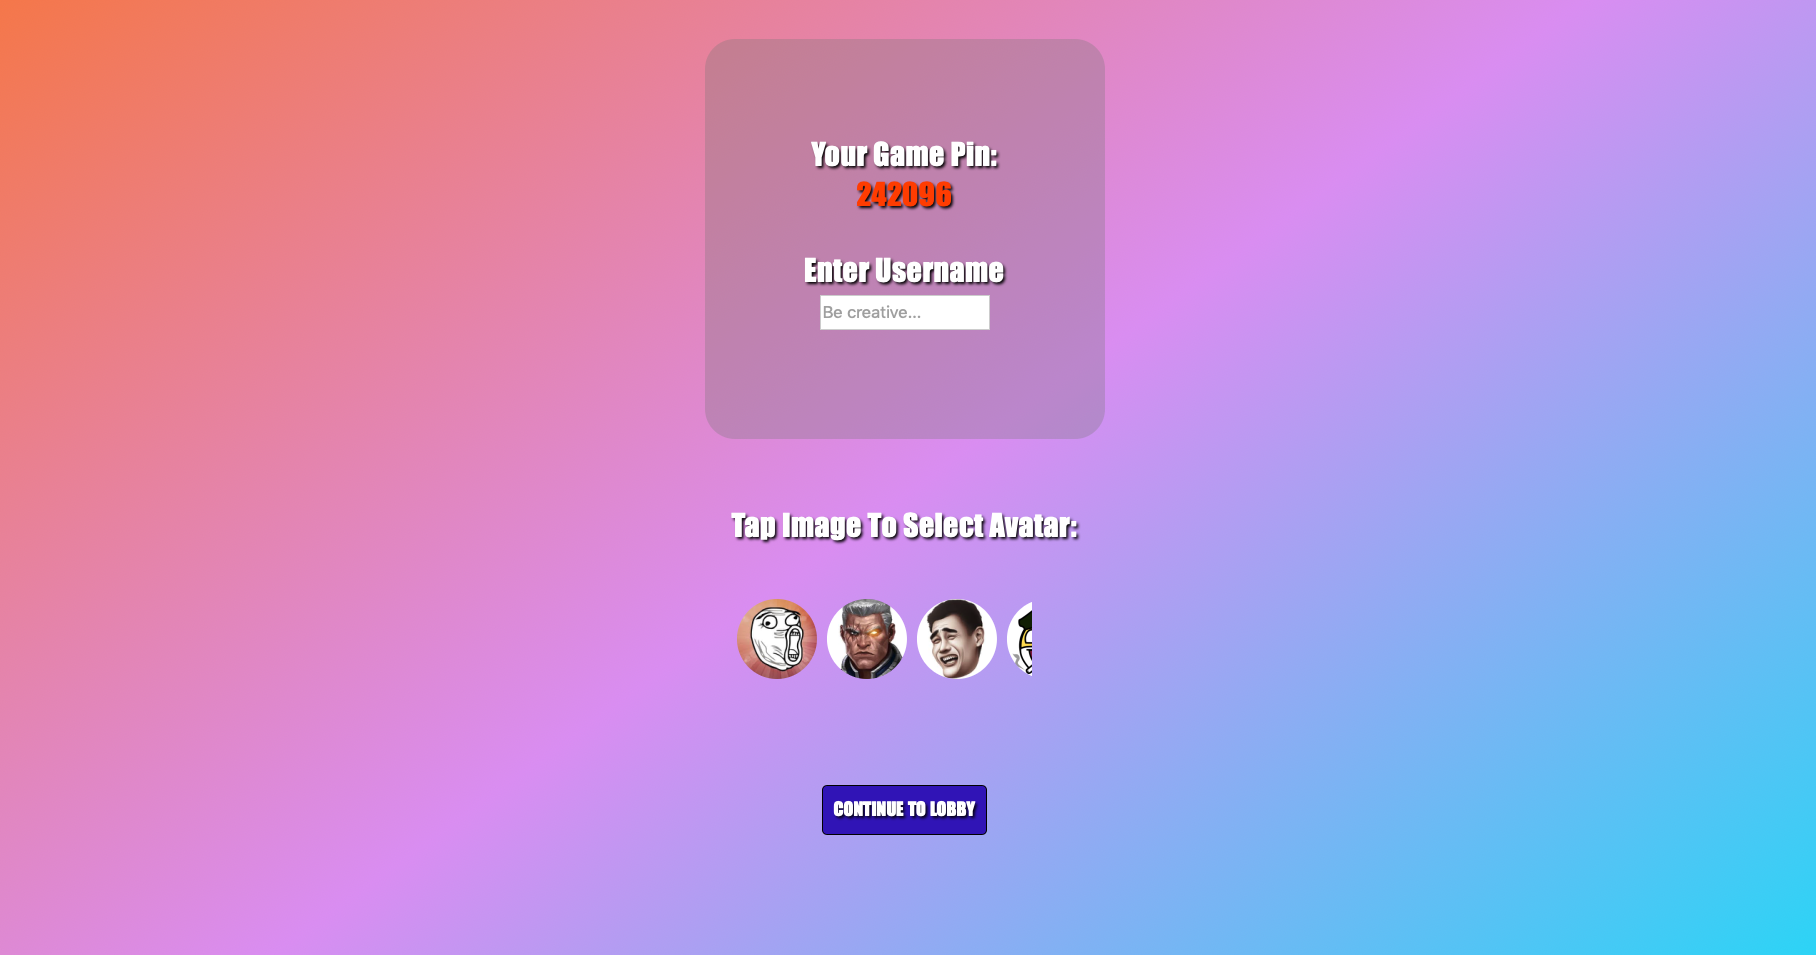 Your Game Pin:
242096
Enter Username
Be creative...
Tap Image To Select Avatar:
CONTINUE TO LOBBY